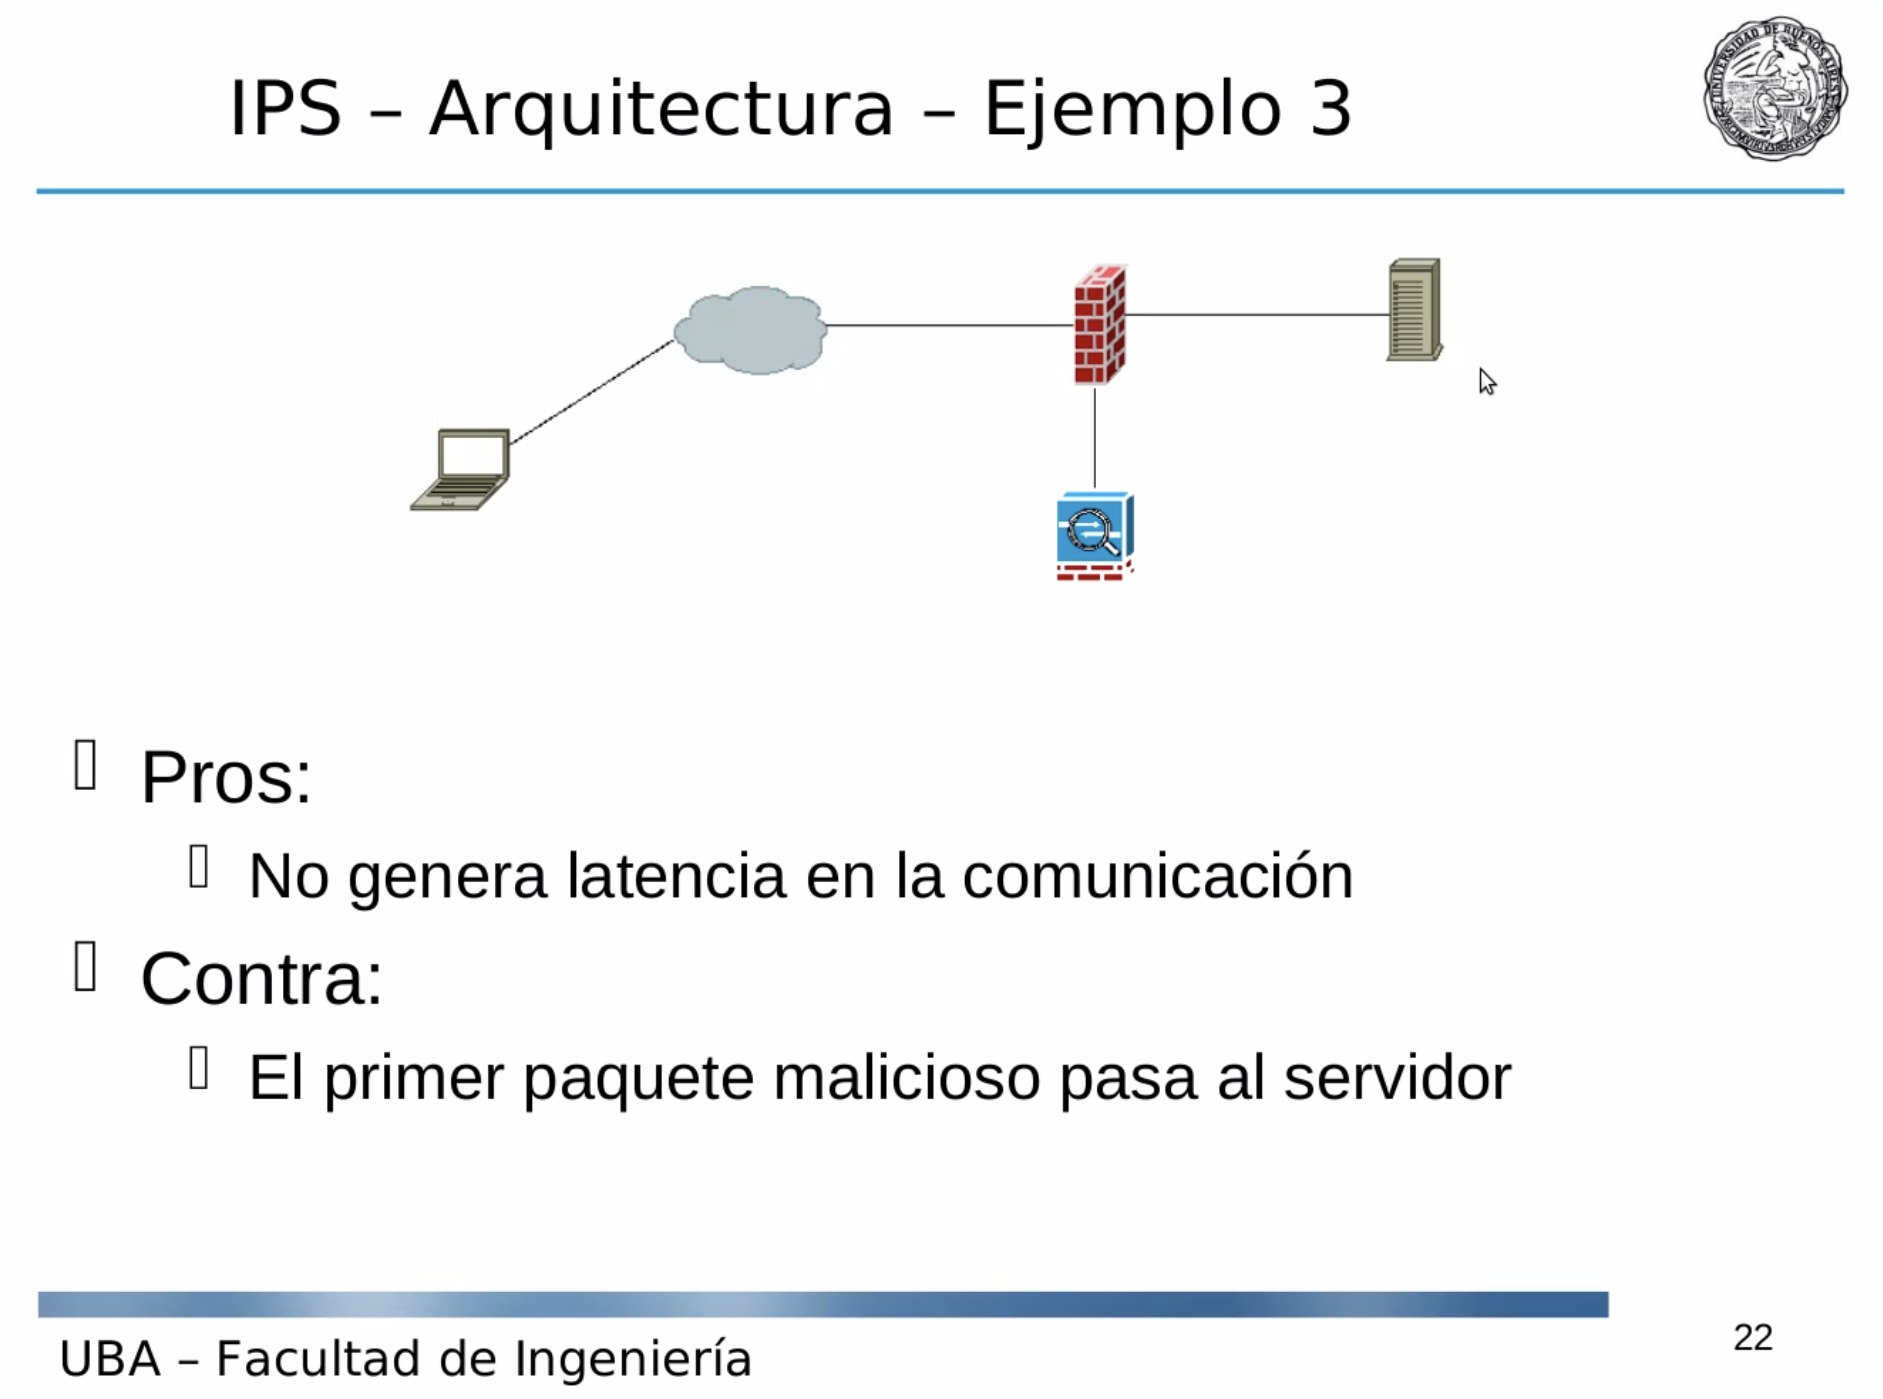 IPS – Arquitectura – Ejemplo 3
UNIVERSIDAD DE BUENOS AIRES
Pros:
No genera latencia en la comunicación
Contra:
El primer paquete malicioso pasa al servidor
UBA – Facultad de Ingeniería
22